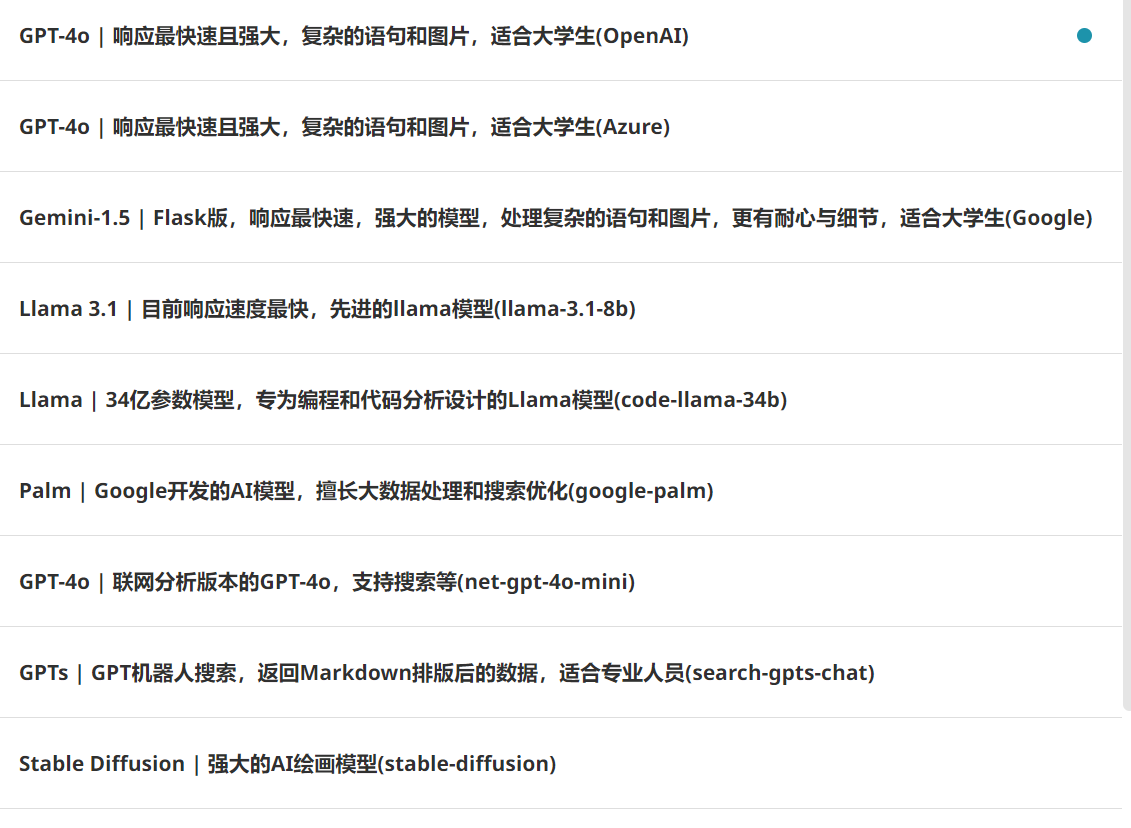 GPT-4o | 响应最快速且强大，复杂的语句和图片，适合大学生(OpenAI)
GPT-4o | 响应最快速且强大，复杂的语句和图片，适合大学生(Azure)
Gemini-1.5 | Flask版，响应最快速，强大的模型，处理复杂的语句和图片，更有耐心与细节，适合大学生(Google)
Llama 3.1 | 目前响应速度最快，先进的llama模型(llama-3.1-8b)
Llama | 34亿参数模型，专为编程和代码分析设计的Llama模型(code-llama-34b)
Palm | Google开发的AI模型，擅长大数据处理和搜索优化(google-palm)
GPT-4o | 联网分析版本的GPT-4o，支持搜索等(net-gpt-4o-mini)
GPTs | GPT机器人搜索，返回Markdown排版后的数据，适合专业人员(search-gpts-chat)
Stable Diffusion | 强大的AI绘画模型(stable-diffusion)